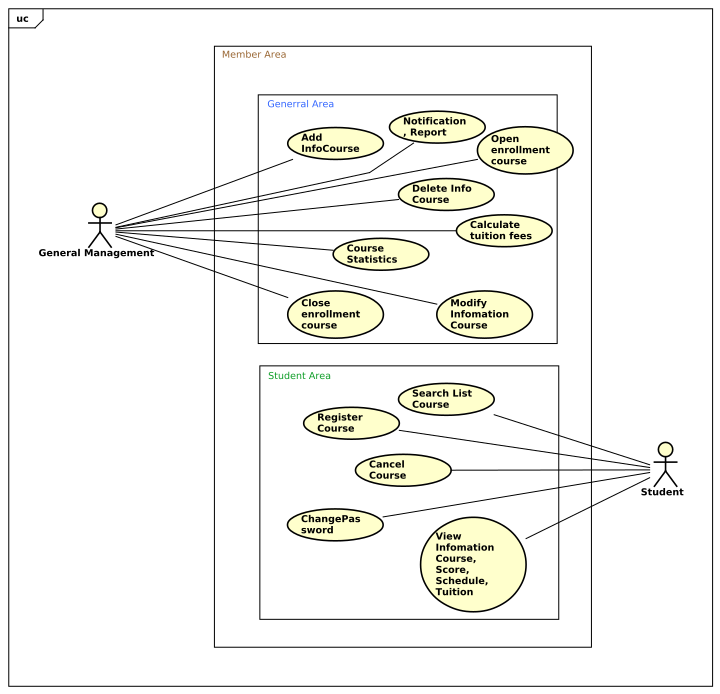 uc
Member Area
Generral Area
Add
InfoCourse
Notification
, Report
Open
enrollment
course
Delete Info
Course
Calculate
tuition fees
Course
Statistics
Close
enrollment
course
Modify
Infomation
Course
General Management
Student Area
Search List
Course
Register
Course
Cancel
Course
ChangePas
sword
View
Infomation
Course,
Score,
Schedule,
Tuition
Student